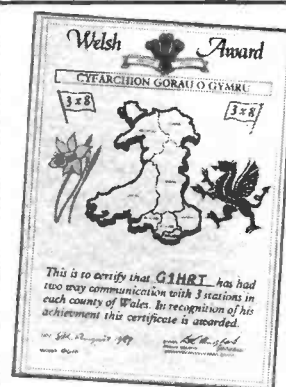 Welsh Award
CYFARCHION GORAU O GYMRU
3 x 8 3 x 8
This is to certify that G1HRT has had
two way communication with 3 stations in
each county of Wales. In recognition of his
achievement this certificate is awarded.